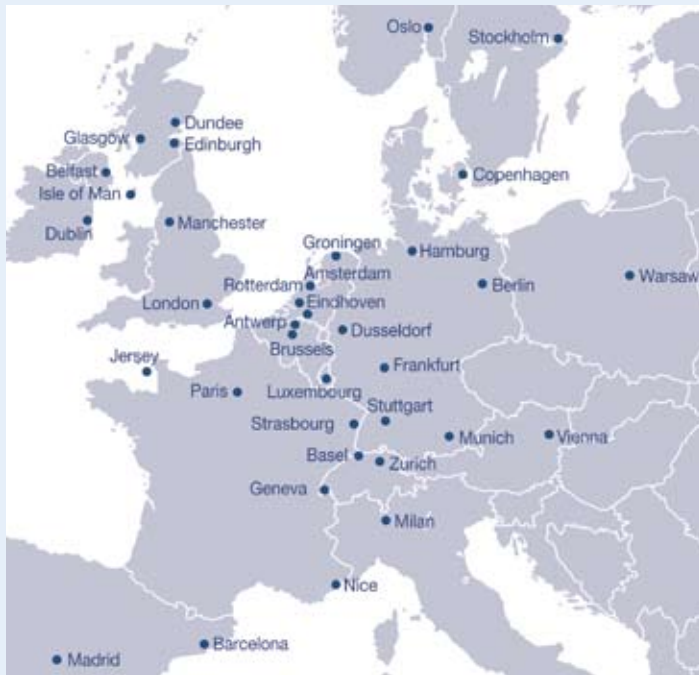 Oslo
Stockholm
Dundee
Glasgow
Edinburgh
Belfast
Copenhagen
Isle of Man
Manchester
Dublin
Groningen
Hamburg
Amsterdam
Warsaw
Rotterdam
Berlin
London
Eindhoven
Antwerp
Dusseldorf
Brussels
Jersey
Frankfurt
Paris
Luxembourg
Stuttgart
Strasbourg
Munich
Vienna
Basel
Zurich
Geneva
Milan
Nice
Barcelona
Madrid